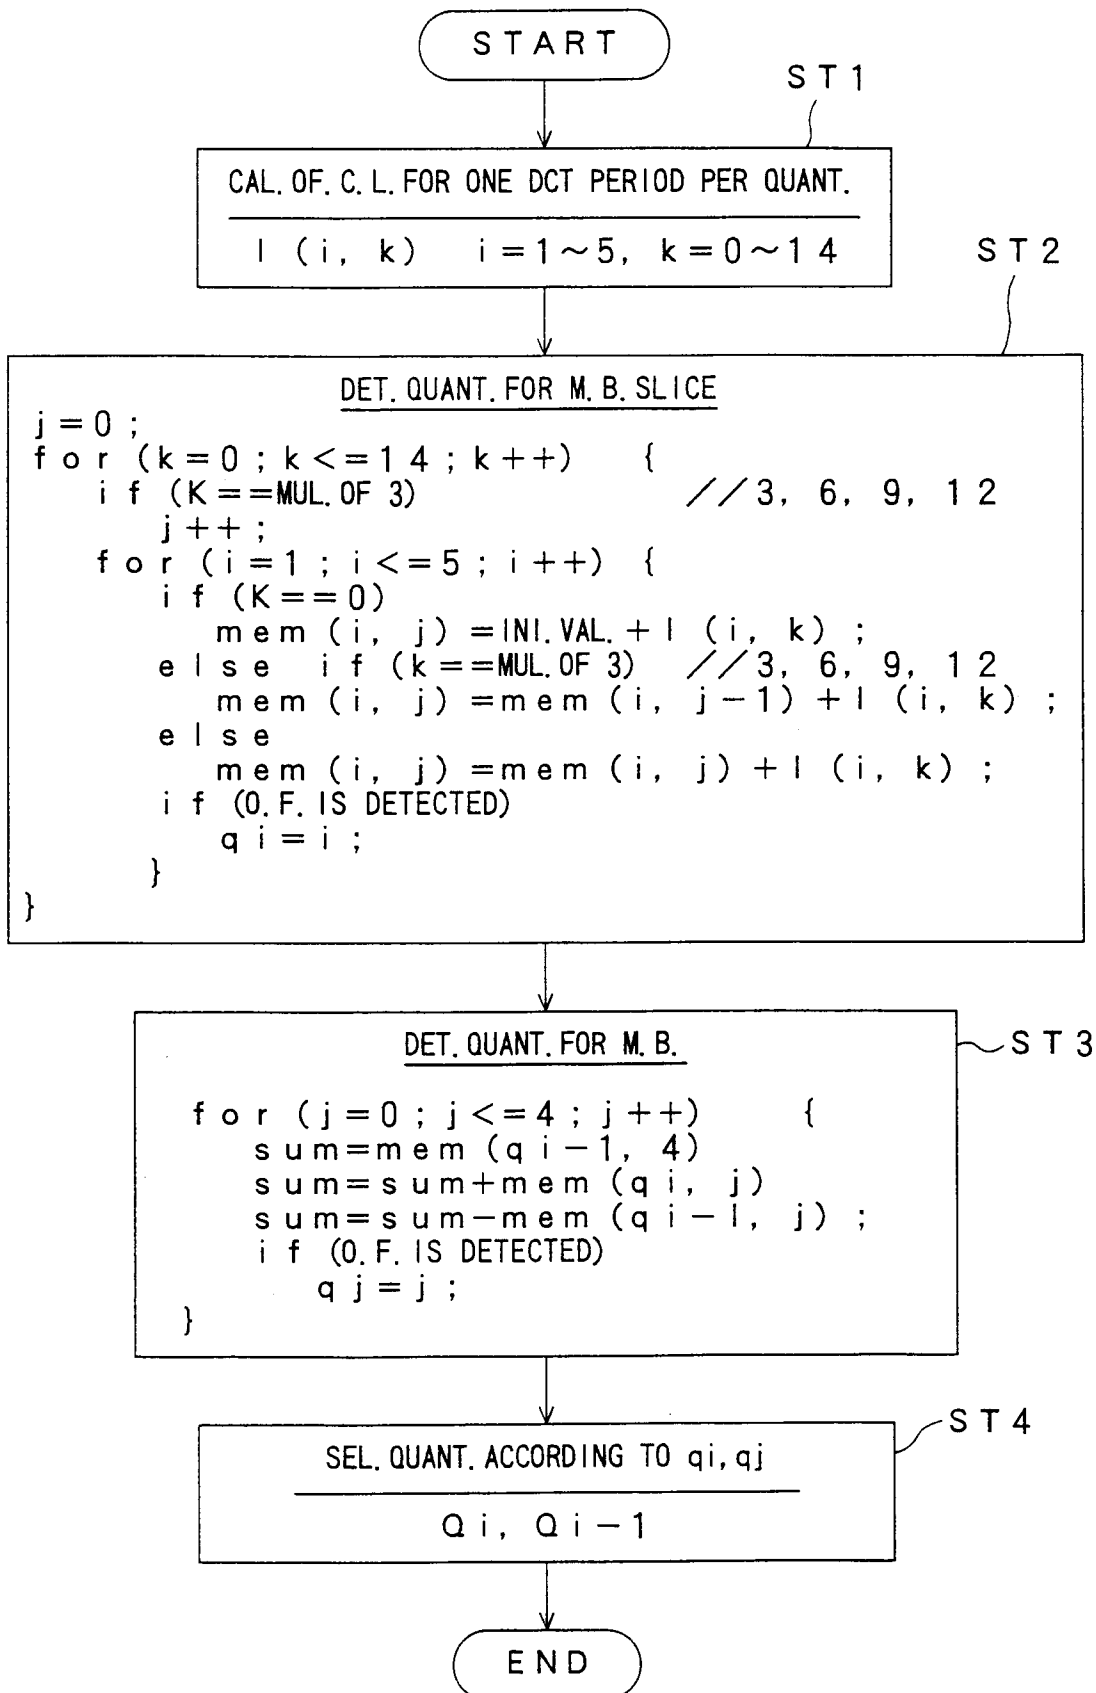 START
ST1
CAL. OF. C. L. FOR ONE DCT PERIOD PER QUANT.
l (i, k) i=1~5, k=0~14
ST2
DET. QUANT. FOR M. B. SLICE
j=0;
for (k=0; k<=14; k++) {
if (K==MUL. OF 3) //3, 6, 9, 12
j++;
for (i=1; i<=5; i++) {
if (K==0)
mem (i, j) =INI. VAL. +l (i, k);
else if (k==MUL. OF 3) //3, 6, 9, 12
mem (i, j) =mem (i, j-1) +l (i, k);
else
mem (i, j) =mem (i, j) +l (i, k);
if (O. F. IS DETECTED)
qi=i;
}
}
DET. QUANT. FOR M. B.
ST3
for (j=0; j<=4; j++) {
sum=mem (qi-1, 4)
sum=sum+mem (qi, j)
sum=sum-mem (qi-l, j);
if (O. F. IS DETECTED)
qj=j;
}
ST4
SEL. QUANT. ACCORDING TO qi, qj
Qi, Qi-1
END